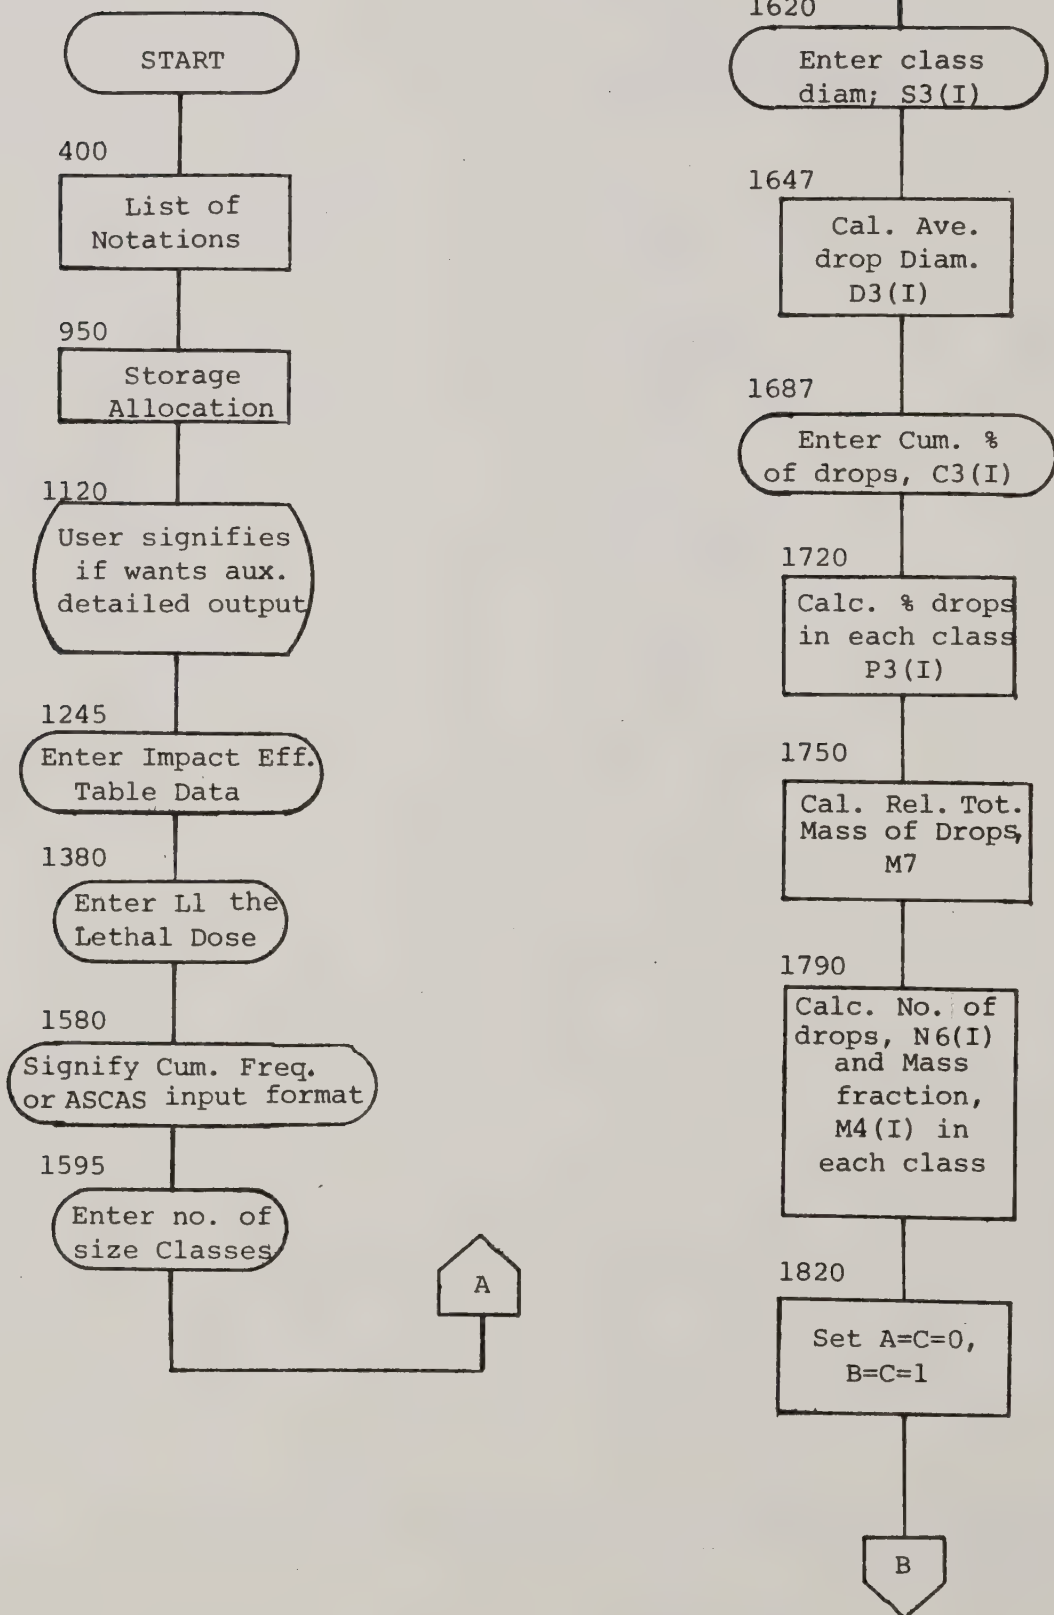 START
400
List of
Notations
950
Storage
Allocation
1120
User signifies
if wants aux.
detailed output
1245
Enter Impact Eff.
Table Data
1380
Enter L1 the
Lethal Dose
1580
Signify Cum. Freq.
or ASCAS input format
1595
Enter no. of
size Classes
A
1620
Enter class
diam; S3(I)
1647
Cal. Ave.
drop Diam.
D3(I)
1687
Enter Cum. %
of drops, C3(I)
1720
Calc. % drops
in each class
P3(I)
1750
Cal. Rel. Tot.
Mass of Drops,
M7
1790
Calc. No. of
drops, N6(I)
and Mass
fraction,
M4(I) in
each class
1820
Set A=C=0,
B=C=1
B